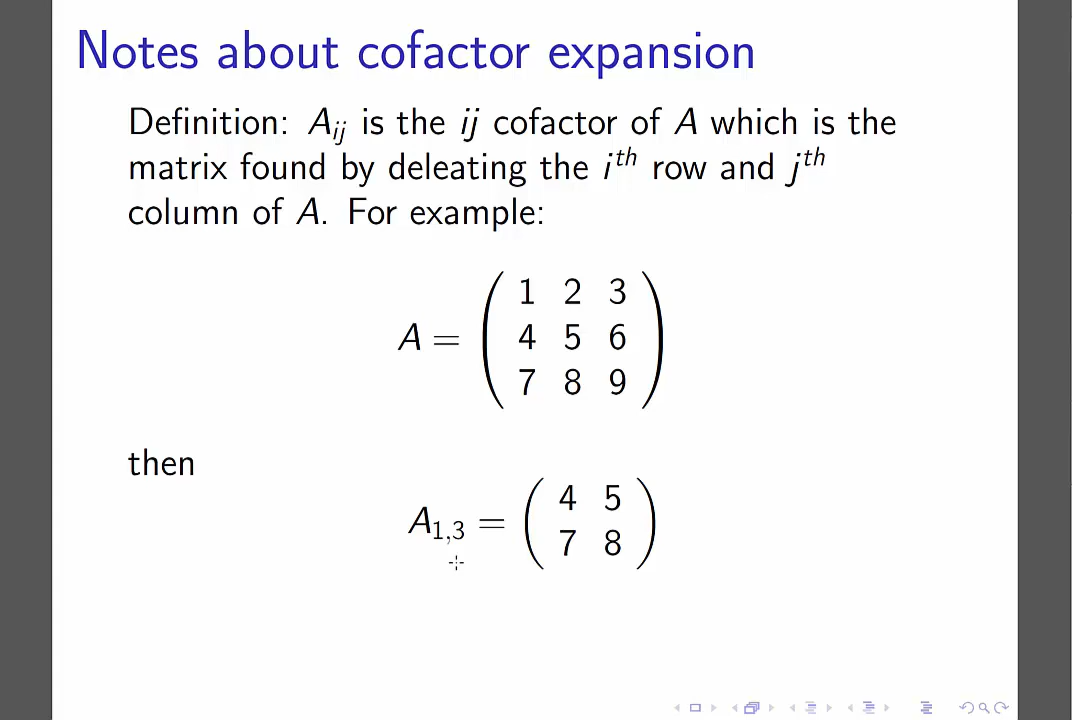 Notes about cofactor expansion
Definition: A_ij is the ij cofactor of A which is the
matrix found by deleating the i^th row and j^th
column of A. For example:
A = ( 1 2 3
4 5 6
7 8 9 )
then
A_1,3 = ( 4 5
7 8 )